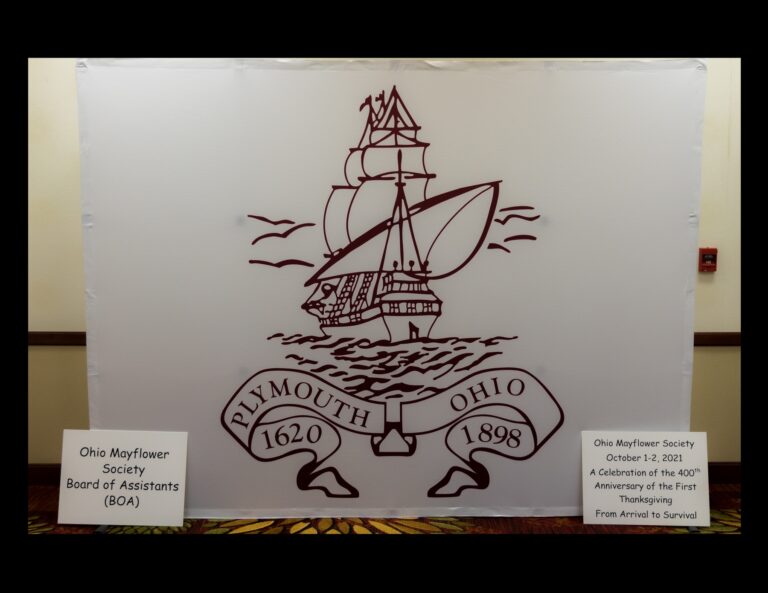 PLYMOUTH OHIO
1620 1898
Ohio Mayflower
Society
Board of Assistants
(BOA)
Ohio Mayflower Society
October 1-2, 2021
A Celebration of the 400th
Anniversary of the First
Thanksgiving
From Arrival to Survival